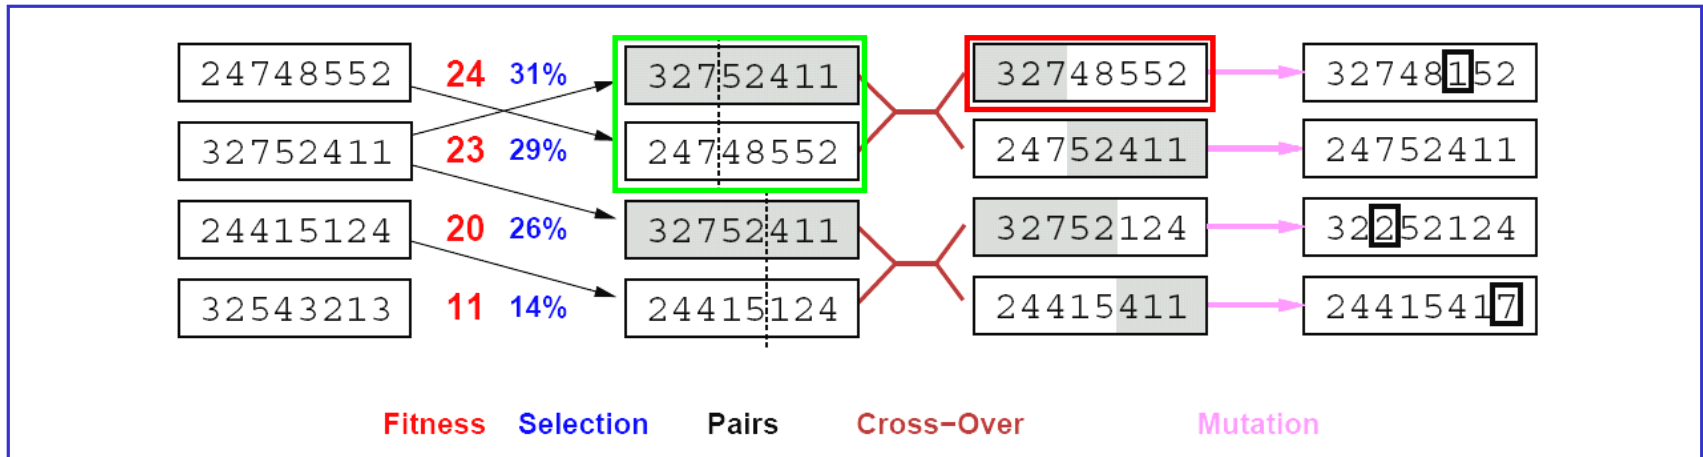 24748552 24 31% 32752411 32748552 32748152
32752411 23 29% 24748552 24752411 24752411
24415124 20 26% 32752411 32752124 32252124
32543213 11 14% 24415124 24415411 24415417
Fitness Selection Pairs Cross-Over Mutation